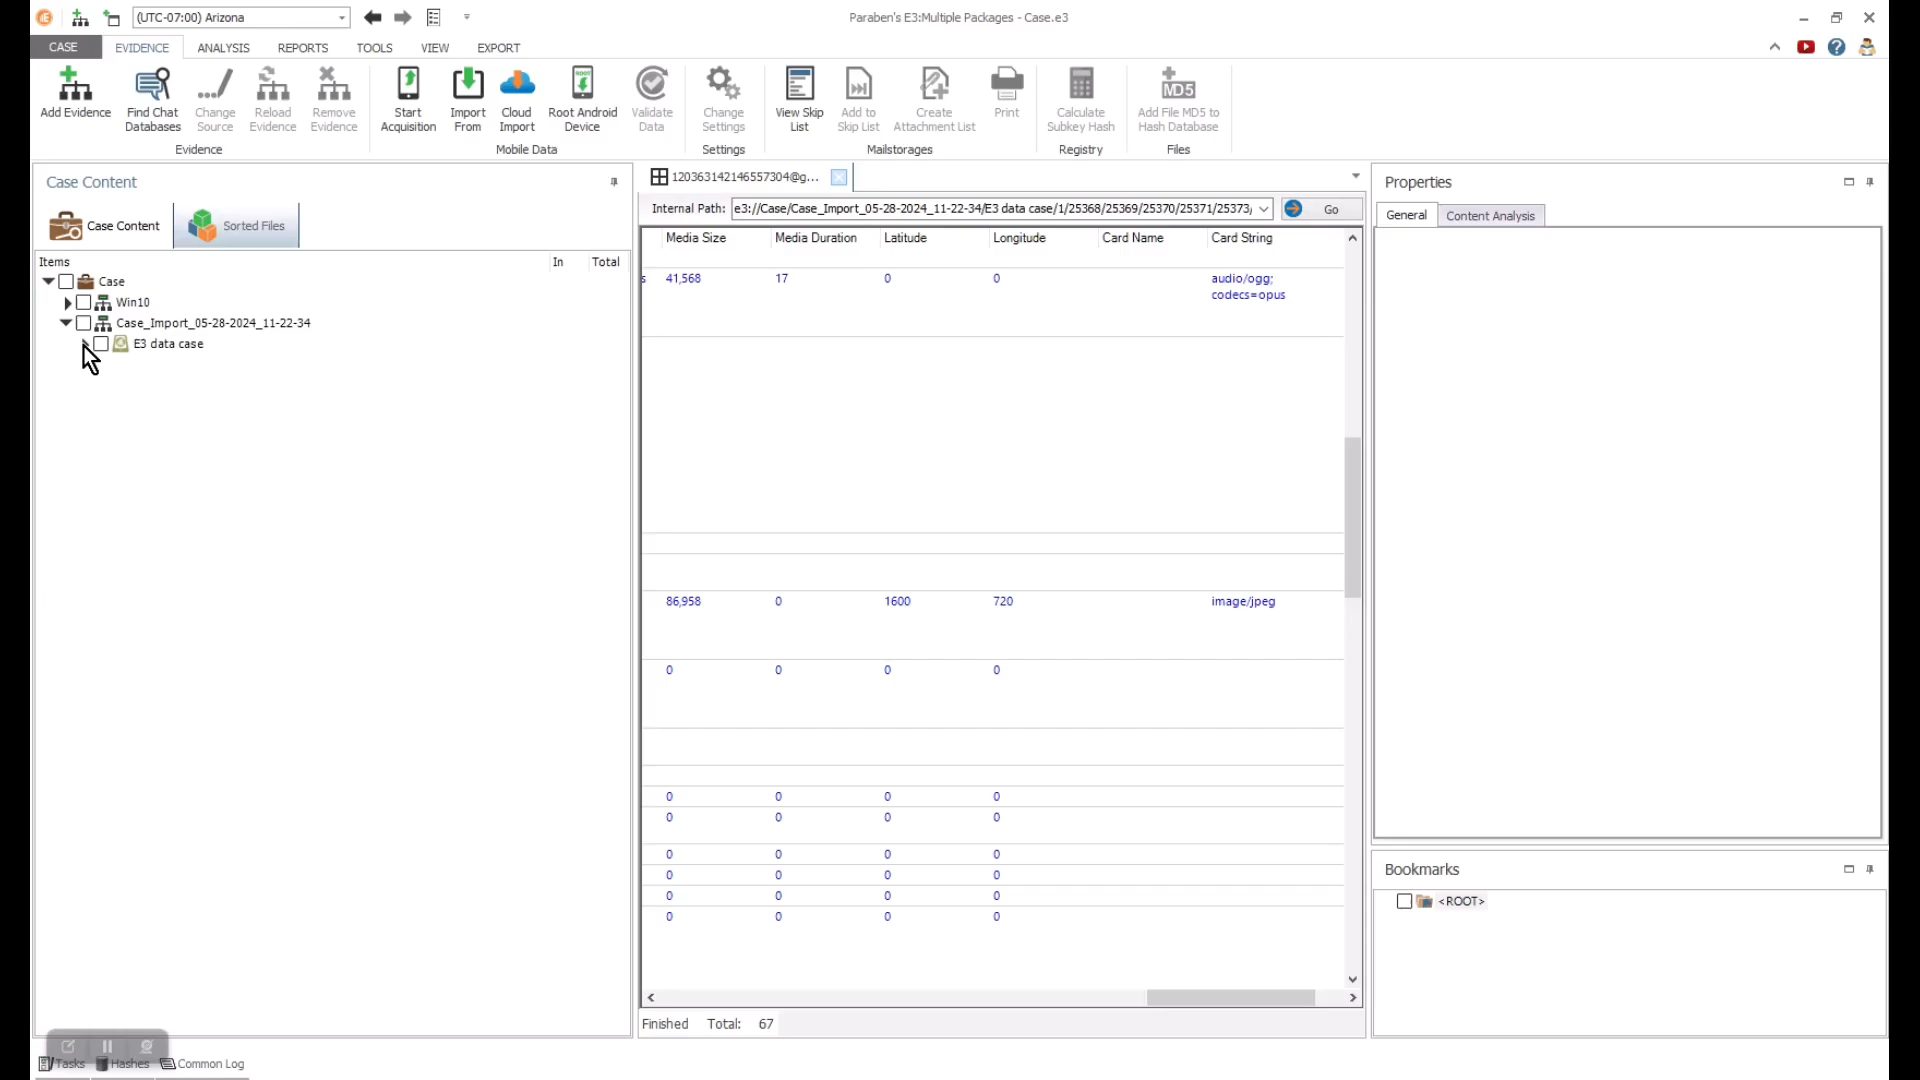 (UTC-07:00) Arizona
Paraben's E3:Multiple Packages - Case.e3
CASE EVIDENCE ANALYSIS REPORTS TOOLS VIEW EXPORT
Add Evidence
Find Chat Databases
Change Source
Reload Evidence
Remove Evidence
Start Acquisition
Import From
Cloud Import
Root Android Device
Validate Data
Change Settings
View Skip List
Add to Skip List
Create Attachment List
Print
Calculate Subkey Hash
MD5
Add File MD5 to Hash Database
Evidence Mobile Data Settings Mailstorages Registry Files
Case Content
Case Content Sorted Files
Items In Total
Case
Win10
Case_Import_05-28-2024_11-22-34
E3 data case
120363142146557304@g...
Internal Path: e3://Case/Case_Import_05-28-2024_11-22-34/E3 data case/1/25368/25369/25370/25371/25373, Go
Media Size Media Duration Latitude Longitude Card Name Card String
s 41,568 17 0 0 audio/ogg;
codecs=opus
86,958 0 1600 720 image/jpeg
0 0 0 0
0 0 0 0
0 0 0 0
0 0 0 0
0 0 0 0
0 0 0 0
0 0 0 0
Finished Total: 67
Properties
General Content Analysis
Bookmarks
<ROOT>
Tasks Hashes Common Log